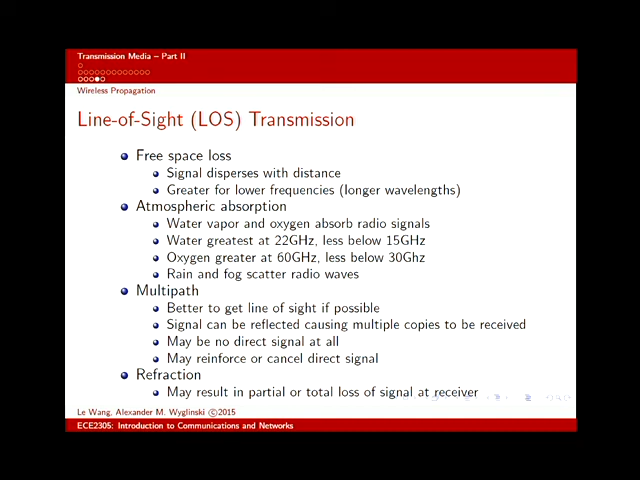 Transmission Media – Part II
Wireless Propagation
Line-of-Sight (LOS) Transmission
Free space loss
Signal disperses with distance
Greater for lower frequencies (longer wavelengths)
Atmospheric absorption
Water vapor and oxygen absorb radio signals
Water greatest at 22GHz, less below 15GHz
Oxygen greater at 60GHz, less below 30Ghz
Rain and fog scatter radio waves
Multipath
Better to get line of sight if possible
Signal can be reflected causing multiple copies to be received
May be no direct signal at all
May reinforce or cancel direct signal
Refraction
May result in partial or total loss of signal at receiver
Le Wang, Alexander M. Wyglinski ©2015
ECE2305: Introduction to Communications and Networks